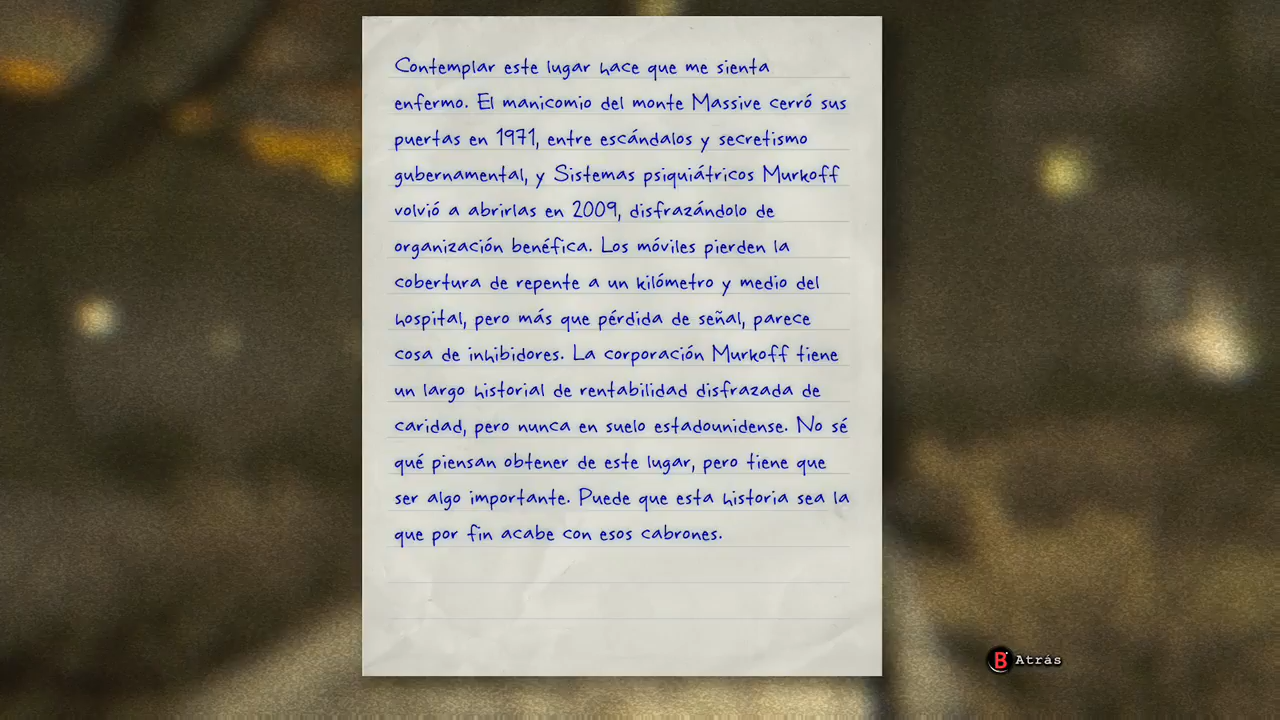 Contemplar este lugar hace que me sienta
enfermo. El manicomio del monte Massive cerró sus
puertas en 1971, entre escándalos y secretismo
gubernamental, y Sistemas psiquiátricos Murkoff
volvió a abrirlas en 2009, disfrazándolo de
organización benéfica. Los móviles pierden la
cobertura de repente a un kilómetro y medio del
hospital, pero más que pérdida de señal, parece
cosa de inhibidores. La corporación Murkoff tiene
un largo historial de rentabilidad disfrazada de
caridad, pero nunca en suelo estadounidense. No sé
qué piensan obtener de este lugar, pero tiene que
ser algo importante. Puede que esta historia sea la
que por fin acabe con esos cabrones.
B Atrás